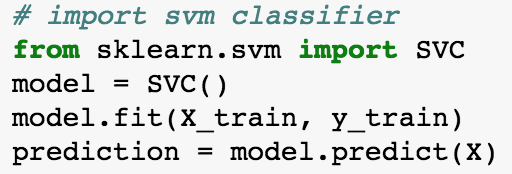 # import svm classifier
from sklearn.svm import SVC
model = SVC()
model.fit(X_train, y_train)
prediction = model.predict(X)